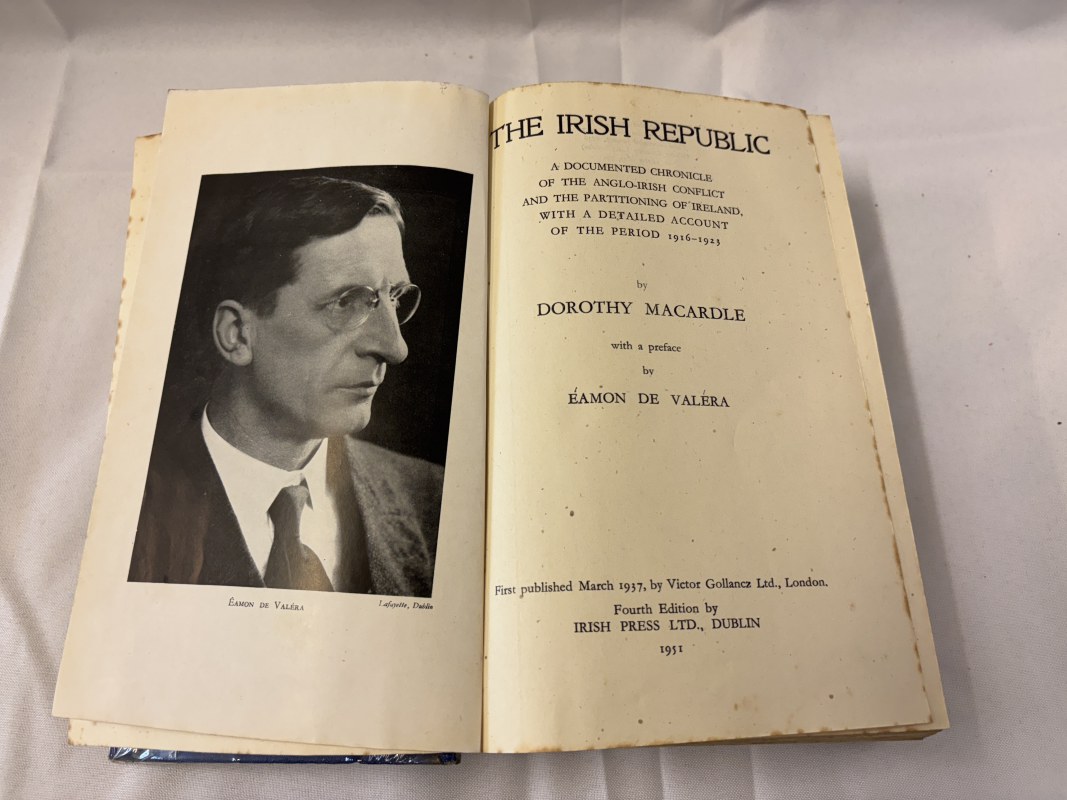 ÉAMON DE VALÉRA
Lafayette, Dublin
THE IRISH REPUBLIC
A DOCUMENTED CHRONICLE
OF THE ANGLO-IRISH CONFLICT
AND THE PARTITIONING OF IRELAND,
WITH A DETAILED ACCOUNT
OF THE PERIOD 1916–1923
by
DOROTHY MACARDLE
with a preface
by
ÉAMON DE VALÉRA
First published March 1937, by Victor Gollancz Ltd., London.
Fourth Edition by
IRISH PRESS LTD., DUBLIN
1951